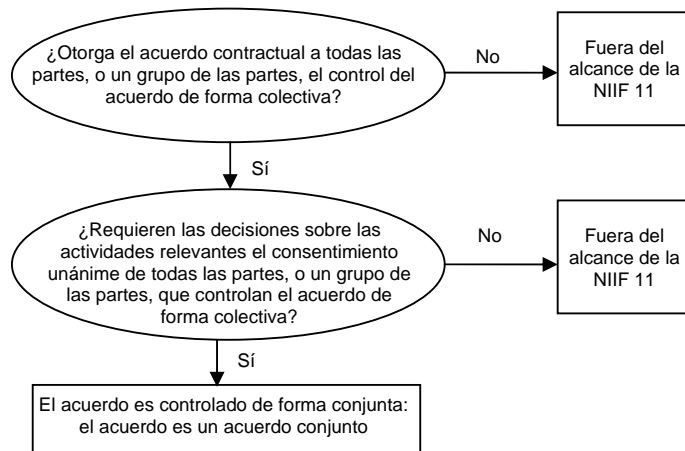 ¿Otorga el acuerdo contractual a todas las
partes, o un grupo de las partes, el control del
acuerdo de forma colectiva?
No
Fuera del
alcance de la
NIIF 11
Sí
¿Requieren las decisiones sobre las
actividades relevantes el consentimiento
unánime de todas las partes, o un grupo de
las partes, que controlan el acuerdo de
forma colectiva?
No
Fuera del
alcance de la
NIIF 11
Sí
El acuerdo es controlado de forma conjunta:
el acuerdo es un acuerdo conjunto